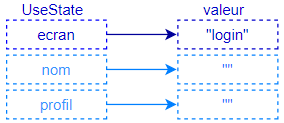 UseState valeur
ecran "login"
nom ""
profil ""